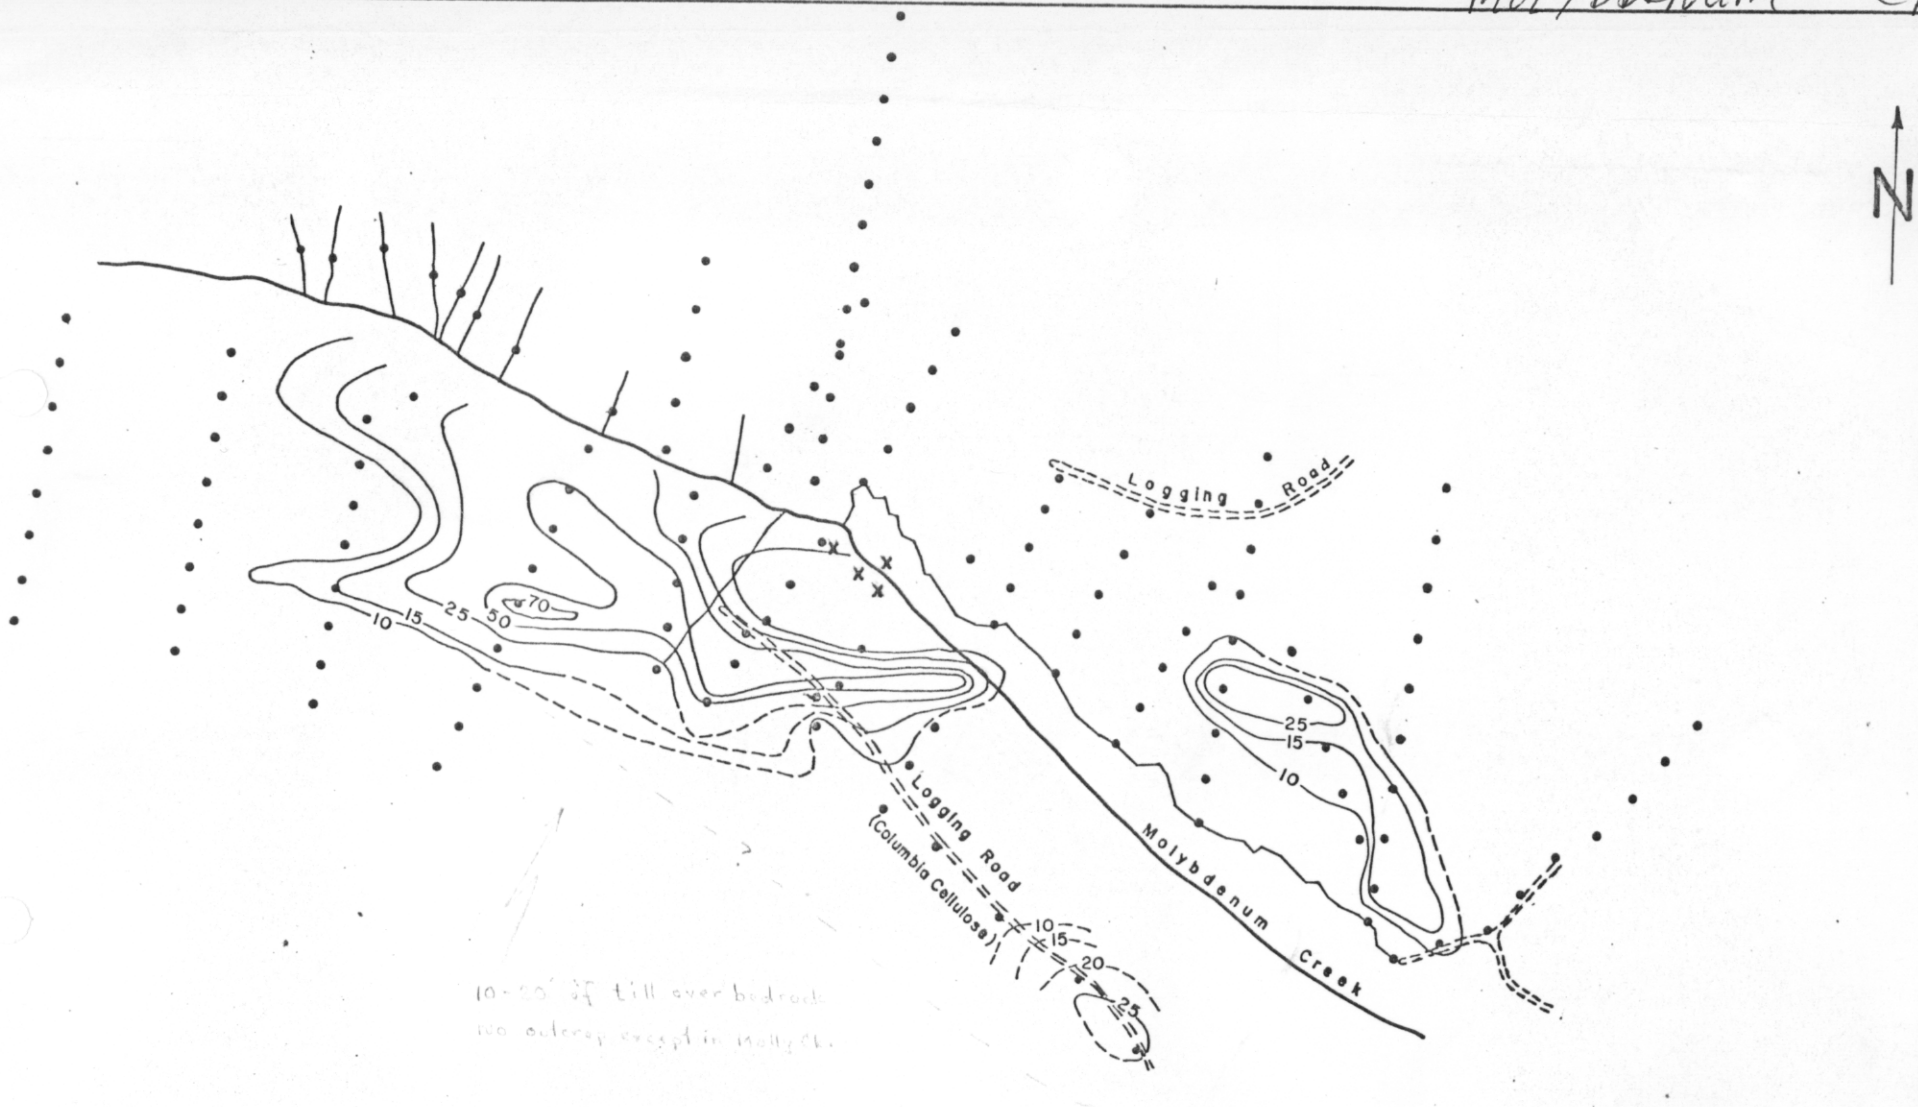 N
Logging Road
70
10 15 25 50
25
15
10
Logging Road
(Columbia Cellulose)
Molybdenum Creek
10
15
20
25
10-20' of till over bedrock
no outcrop except in Molly Ck.